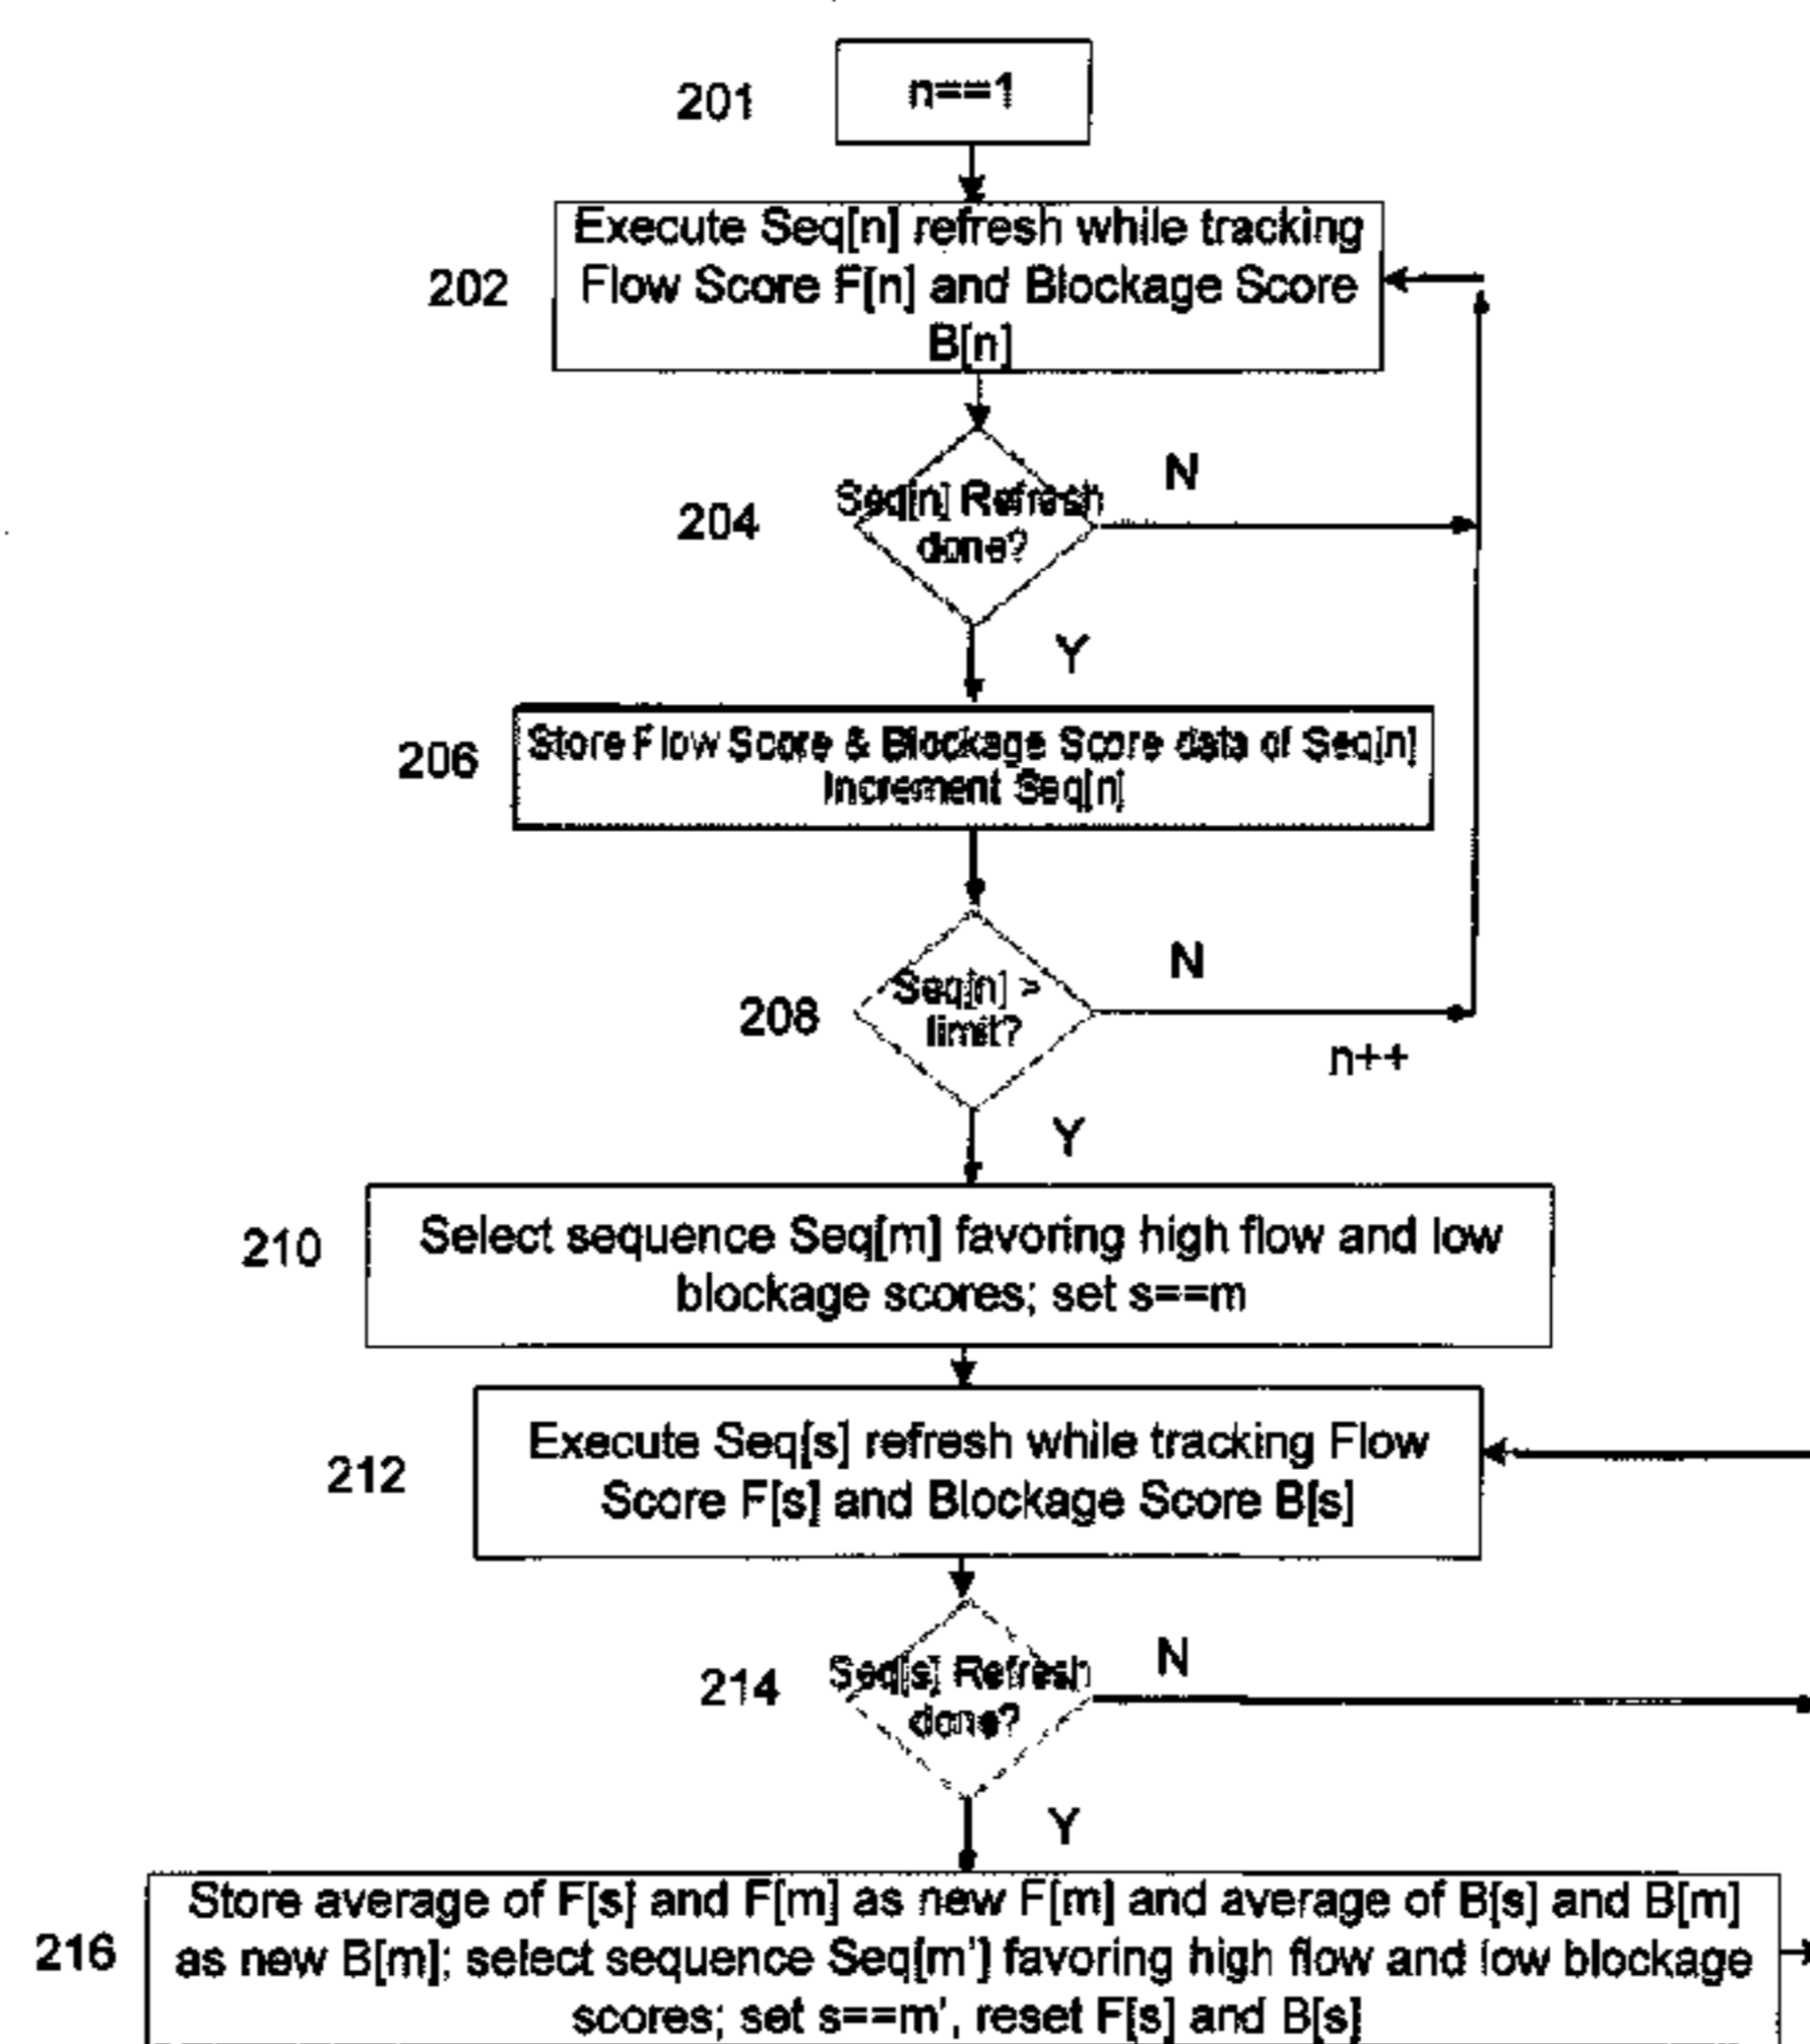 201
n==1
202
Execute Seq[n] refresh while tracking
Flow Score F[n] and Blockage Score
B[n]
204
Seq[n] Refresh
done?
N
Y
206
Store Flow Score & Blockage Score data of Seq[n]
Increment Seq[n]
208
Seq[n] >
limit?
N
n++
Y
210
Select sequence Seq[m] favoring high flow and low
blockage scores; set s==m
212
Execute Seq[s] refresh while tracking Flow
Score F[s] and Blockage Score B[s]
214
Seq[s] Refresh
done?
N
Y
216
Store average of F[s] and F[m] as new F[m] and average of B[s] and B[m]
as new B[m]; select sequence Seq[m'] favoring high flow and low blockage
scores; set s==m', reset F[s] and B[s]